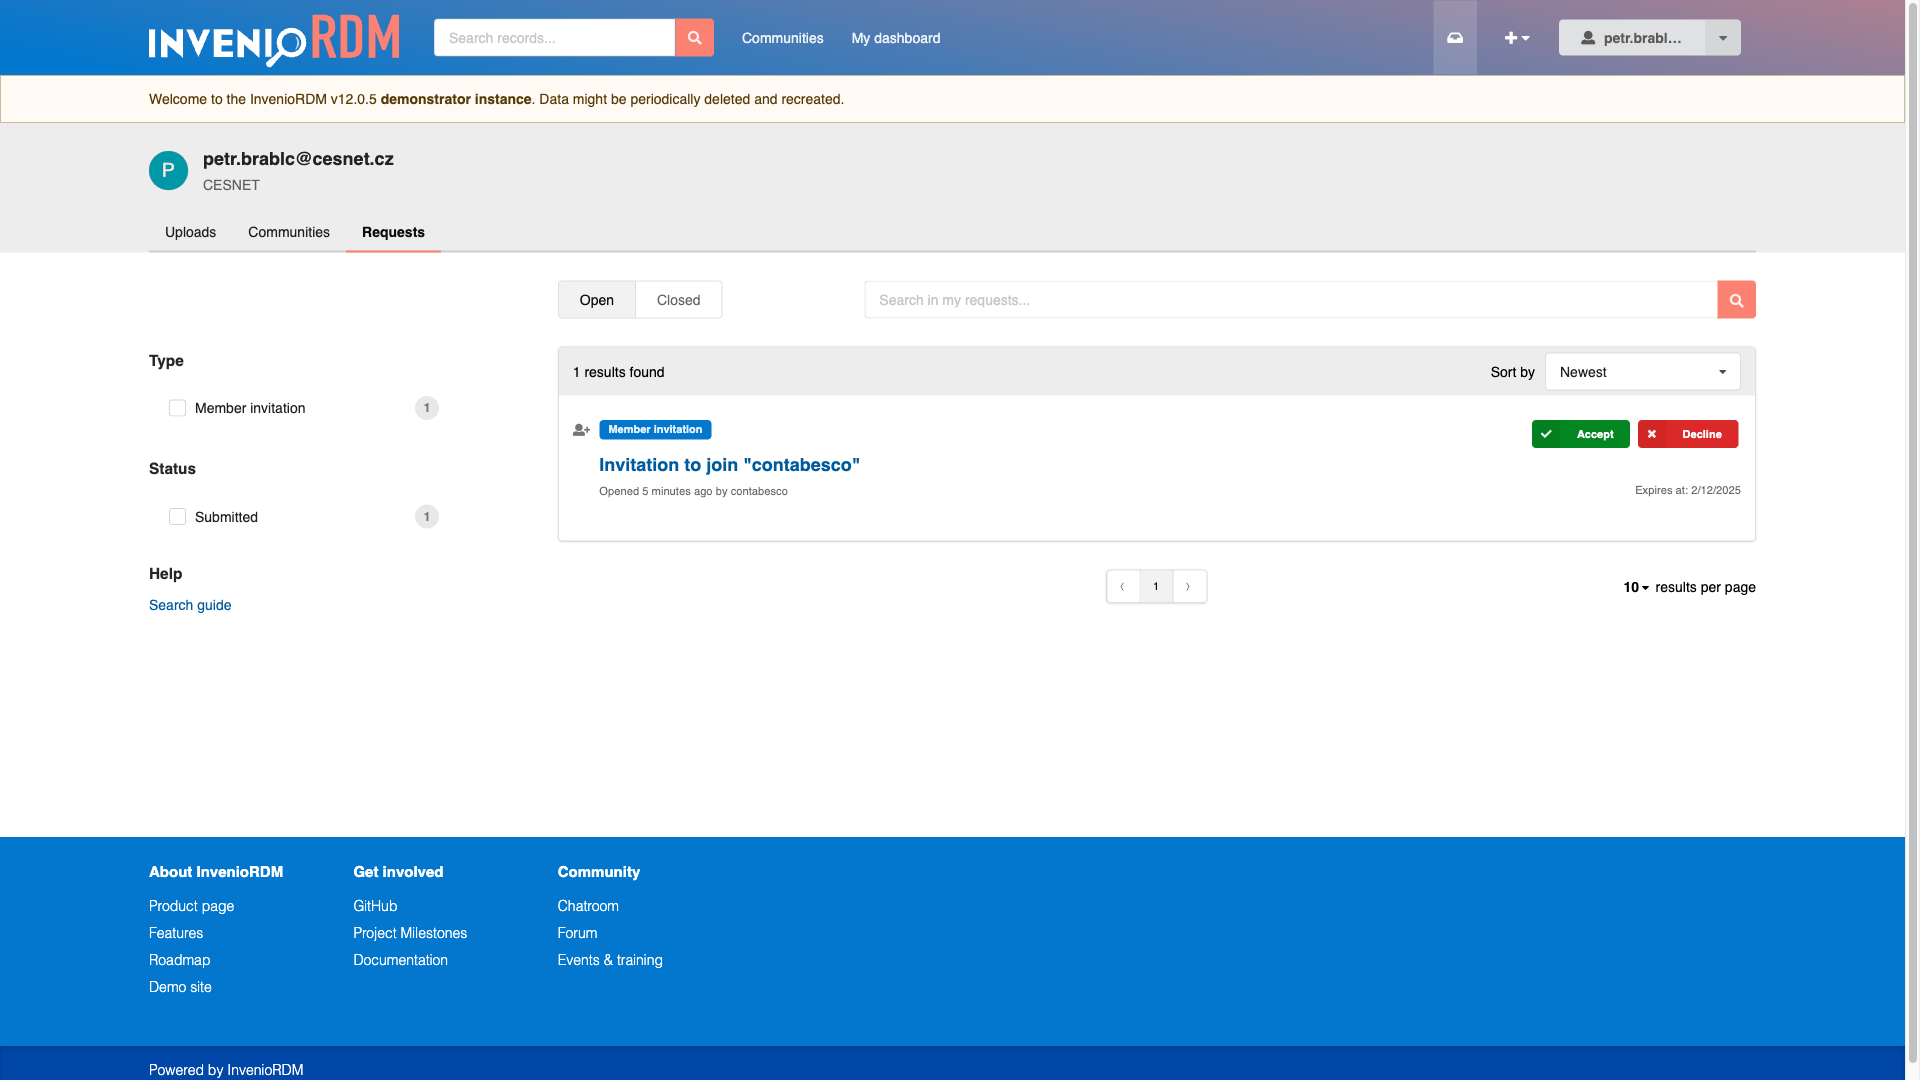 INVENIO RDM
Search records...
Communities
My dashboard
petr.brabl...
Welcome to the InvenioRDM v12.0.5 demonstrator instance. Data might be periodically deleted and recreated.
P
petr.brablc@cesnet.cz
CESNET
Uploads
Communities
Requests
Open
Closed
Search in my requests...
Type
Member invitation
1
Status
Submitted
1
Help
Search guide
1 results found
Sort by
Newest
Member invitation
Accept
Decline
Invitation to join "contabesco"
Opened 5 minutes ago by contabesco
Expires at: 2/12/2025
1
10 results per page
About InvenioRDM
Product page
Features
Roadmap
Demo site
Get involved
GitHub
Project Milestones
Documentation
Community
Chatroom
Forum
Events & training
Powered by InvenioRDM